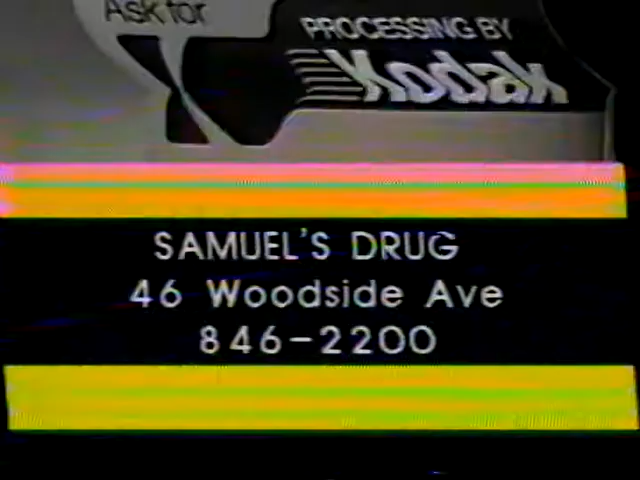 Ask for
PROCESSING BY
Kodak
SAMUEL'S DRUG
46 Woodside Ave
846-2200